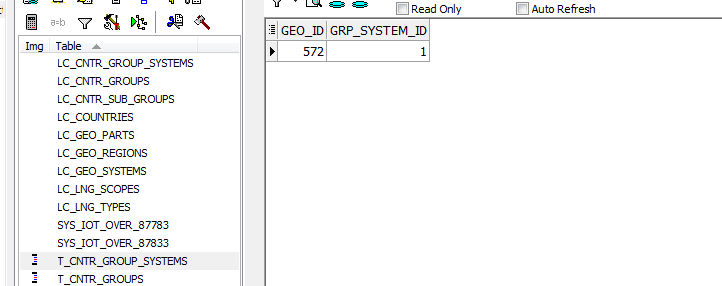 Read Only
Auto Refresh
a=b
Img Table
LC_CNTR_GROUP_SYSTEMS
LC_CNTR_GROUPS
LC_CNTR_SUB_GROUPS
LC_COUNTRIES
LC_GEO_PARTS
LC_GEO_REGIONS
LC_GEO_SYSTEMS
LC_LNG_SCOPES
LC_LNG_TYPES
SYS_IOT_OVER_87783
SYS_IOT_OVER_87833
T_CNTR_GROUP_SYSTEMS
T_CNTR_GROUPS
GEO_ID GRP_SYSTEM_ID
572 1